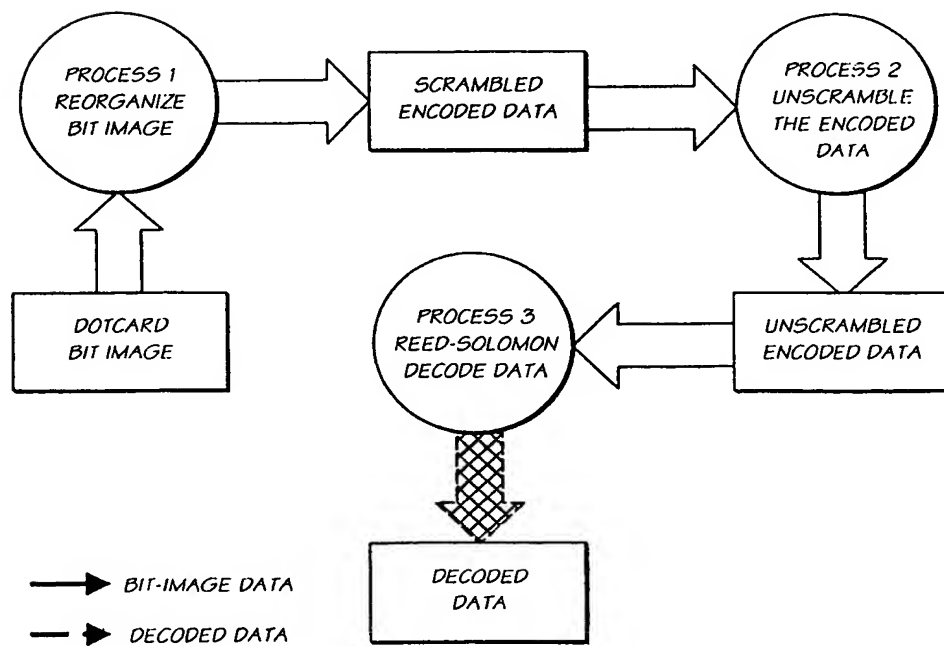 PROCESS 1
REORGANIZE
BIT IMAGE
SCRAMBLED
ENCODED DATA
PROCESS 2
UNSCRAMBLE
THE ENCODED
DATA
DOTCARD
BIT IMAGE
PROCESS 3
REED-SOLOMON
DECODE DATA
UNSCRAMBLED
ENCODED DATA
DECODED
DATA
BIT-IMAGE DATA
DECODED DATA